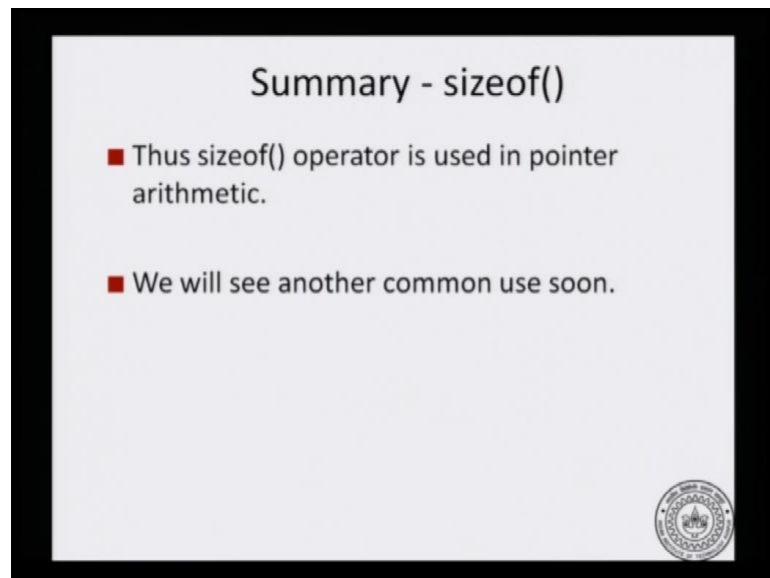 Summary - sizeof()
Thus sizeof() operator is used in pointer
arithmetic.
We will see another common use soon.